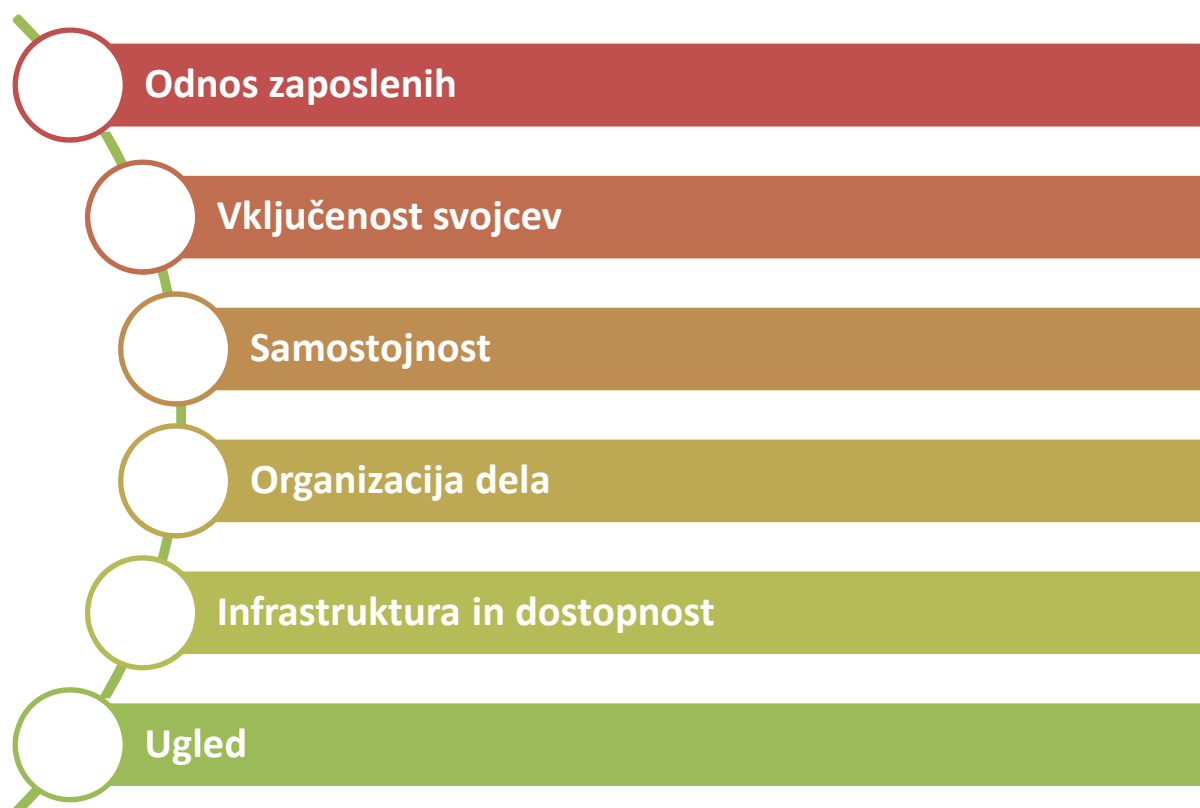 Odnos zaposlenih
Vključenost svojcev
Samostojnost
Organizacija dela
Infrastruktura in dostopnost
Ugled